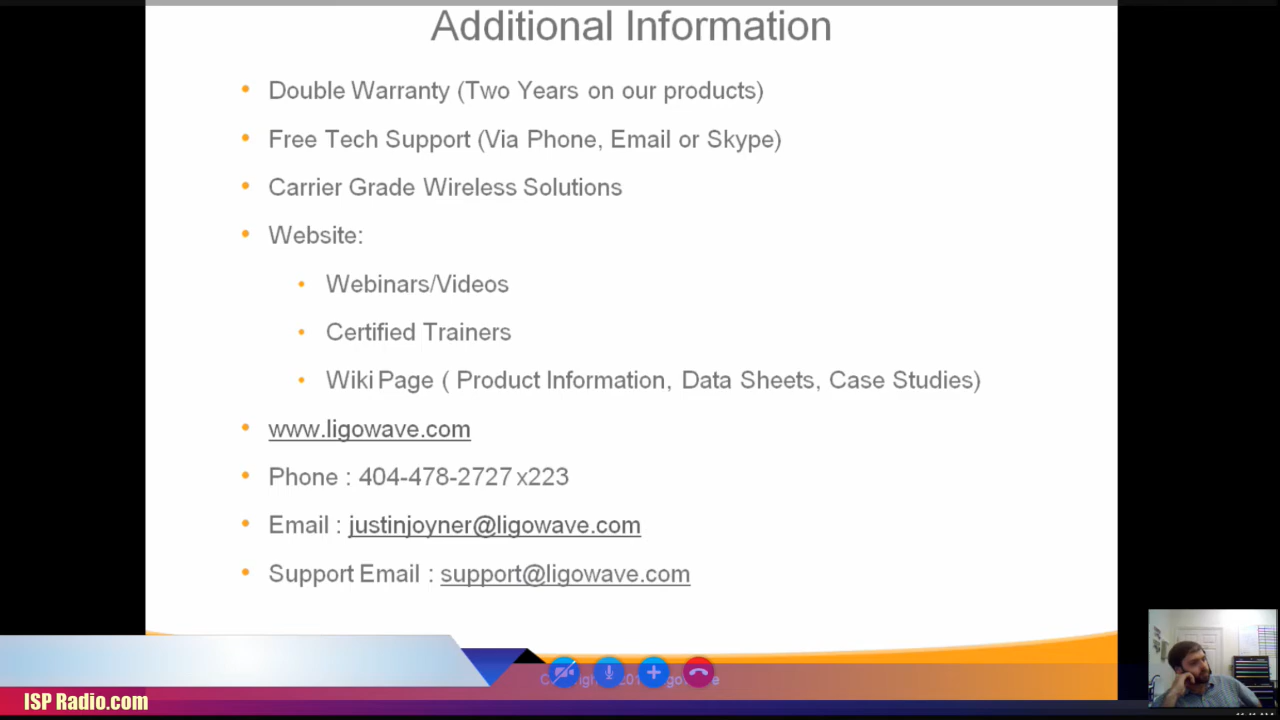 Additional Information
• Double Warranty (Two Years on our products)
• Free Tech Support (Via Phone, Email or Skype)
• Carrier Grade Wireless Solutions
• Website:
• Webinars/Videos
• Certified Trainers
• Wiki Page ( Product Information, Data Sheets, Case Studies)
• www.ligowave.com
• Phone : 404-478-2727 x223
• Email : justinjoyner@ligowave.com
• Support Email : support@ligowave.com
ISP Radio.com